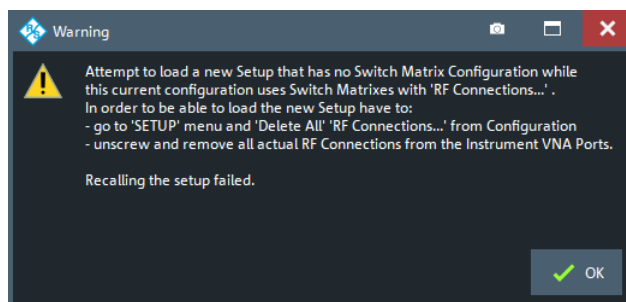 Warning
Attempt to load a new Setup that has no Switch Matrix Configuration while
this current configuration uses Switch Matrixes with 'RF Connections...' .
In order to be able to load the new Setup have to:
- go to 'SETUP' menu and 'Delete All' 'RF Connections...' from Configuration
- unscrew and remove all actual RF Connections from the Instrument VNA Ports.
Recalling the setup failed.
OK